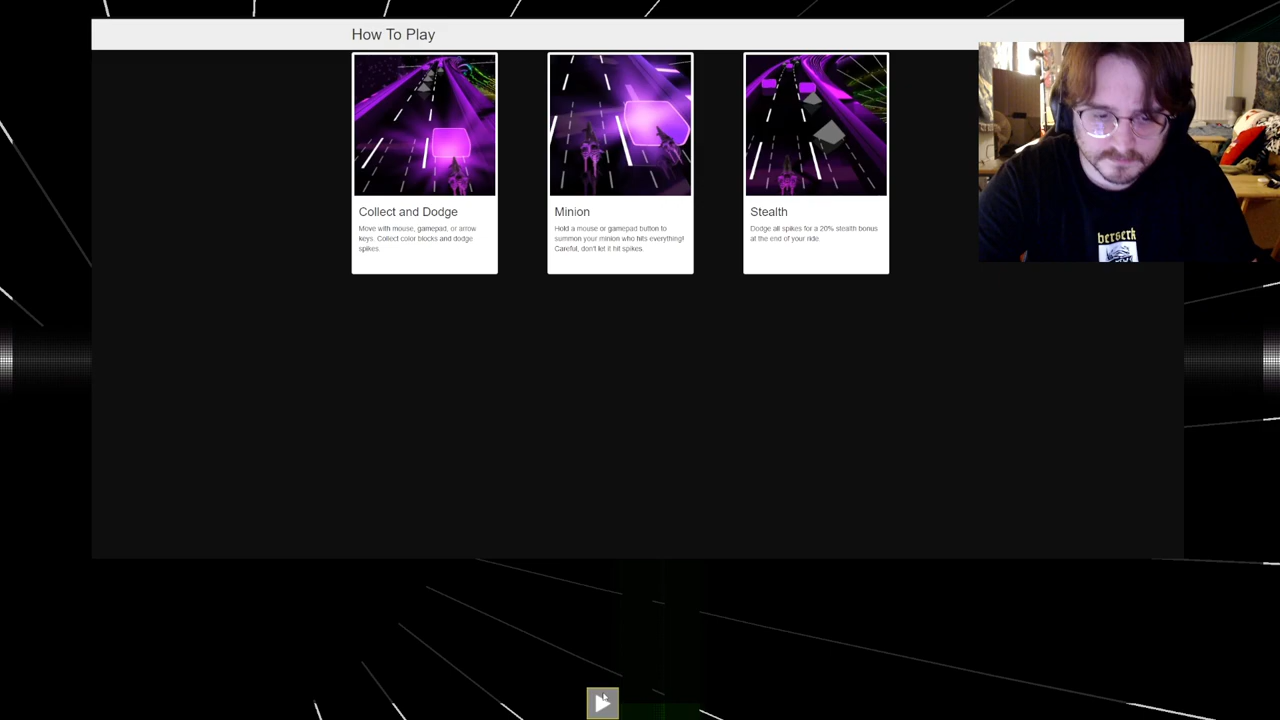 How To Play
Collect and Dodge
Move with mouse, gamepad, or arrow
keys. Collect color blocks and dodge
spikes.
Minion
Hold a mouse or gamepad button to
summon your minion who hits everything!
Careful, don't let it hit spikes.
Stealth
Dodge all spikes for a 20% stealth bonus
at the end of your ride.
berserk